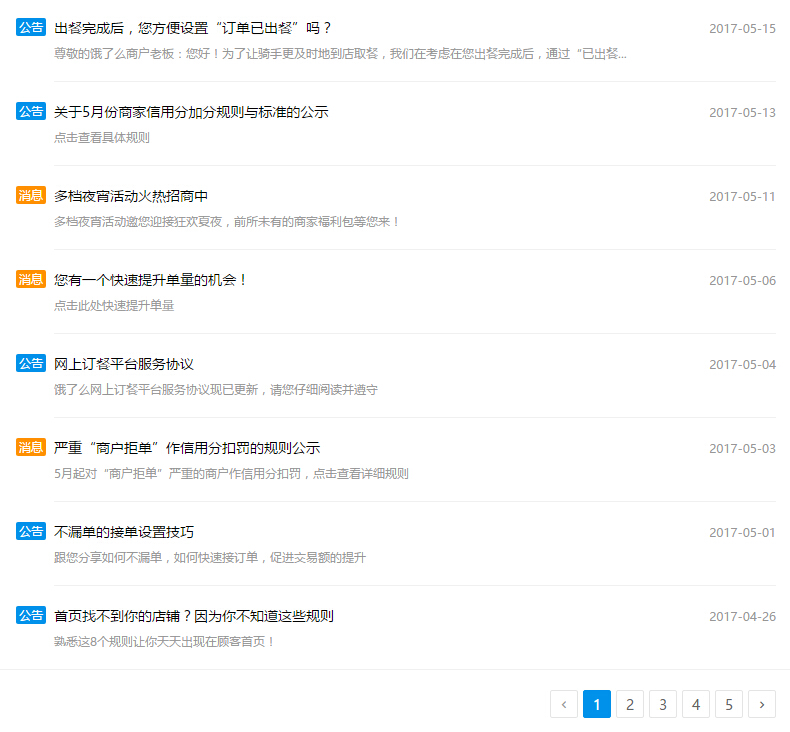 公告 出餐完成后，您方便设置“订单已出餐”吗？ 2017-05-15
尊敬的饿了么商户老板：您好！为了让骑手更及时地到店取餐，我们在考虑在您出餐完成后，通过“已出餐...
公告 关于5月份商家信用分加分规则与标准的公示 2017-05-13
点击查看具体规则
消息 多档夜宵活动火热招商中 2017-05-11
多档夜宵活动邀您迎接狂欢夏夜，前所未有的商家福利包等您来！
消息 您有一个快速提升单量的机会！ 2017-05-06
点击此处快速提升单量
公告 网上订餐平台服务协议 2017-05-04
饿了么网上订餐平台服务协议现已更新，请您仔细阅读并遵守
消息 严重“商户拒单”作信用分扣罚的规则公示 2017-05-03
5月起对“商户拒单”严重的商户作信用分扣罚，点击查看详细规则
公告 不漏单的接单设置技巧 2017-05-01
跟您分享如何不漏单，如何快速接订单，促进交易额的提升
公告 首页找不到你的店铺？因为你不知道这些规则 2017-04-26
熟悉这8个规则让你天天出现在顾客首页！
‹ 1 2 3 4 5 ›